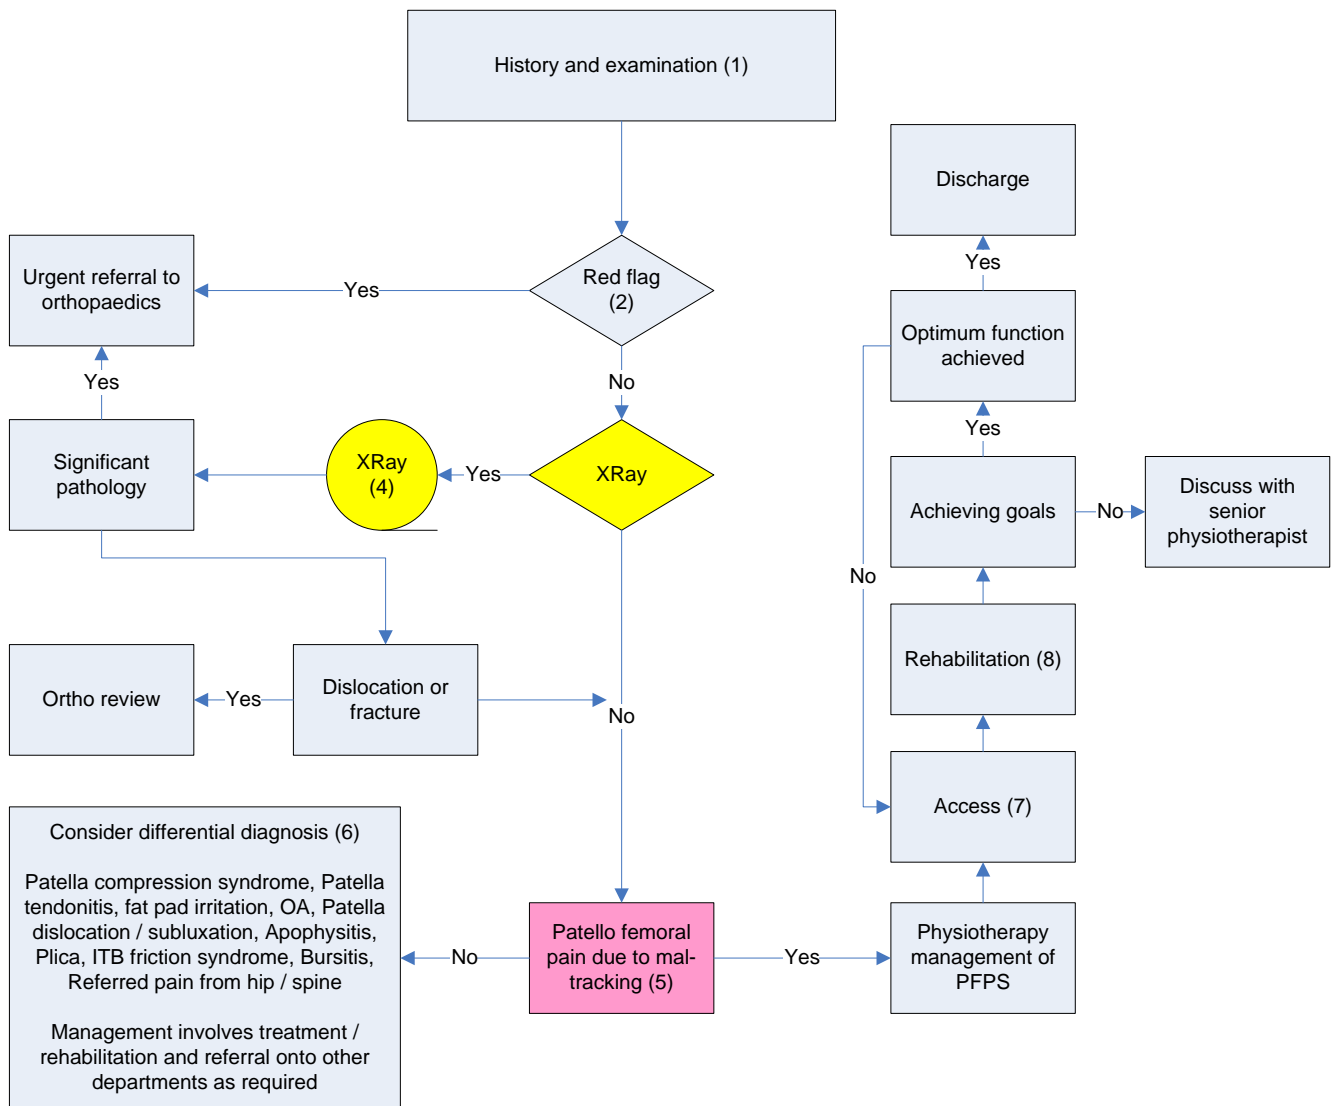 History and examination (1)
Discharge
Urgent referral to
orthopaedics
Yes
Red flag
(2)
Yes
Optimum function
achieved
Yes
No
Yes
Significant
pathology
XRay
(4)
Yes
XRay
Achieving goals
No
Discuss with
senior
physiotherapist
No
Ortho review
Yes
Dislocation or
fracture
No
Rehabilitation (8)
Access (7)
Consider differential diagnosis (6)
Patella compression syndrome, Patella
tendonitis, fat pad irritation, OA, Patella
dislocation / subluxation, Apophysitis,
Plica, ITB friction syndrome, Bursitis,
Referred pain from hip / spine
Management involves treatment /
rehabilitation and referral onto other
departments as required
No
Patello femoral
pain due to mal-
tracking (5)
Yes
Physiotherapy
management of
PFPS